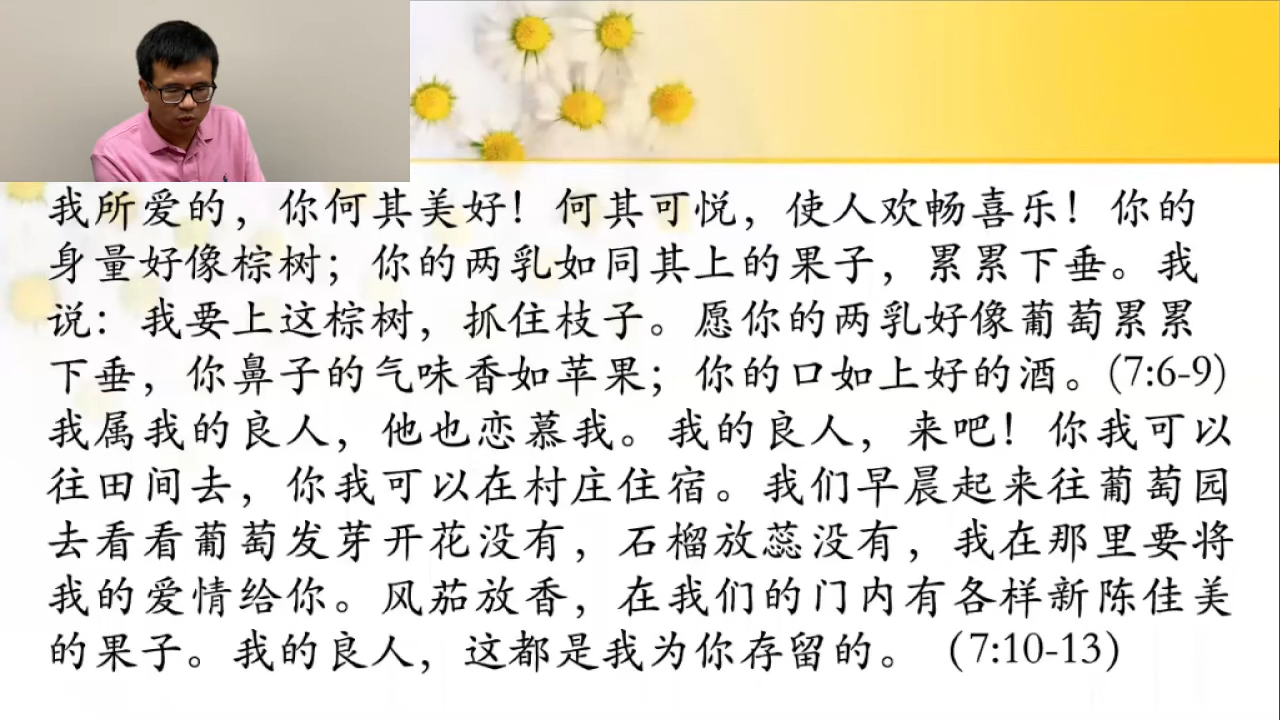 我所爱的，你何其美好！何其可悦，使人欢畅喜乐！你的
身量好像棕树；你的两乳如同其上的果子，累累下垂。我
说：我要上这棕树，抓住枝子。愿你的两乳好像葡萄累累
下垂，你鼻子的气味香如苹果；你的口如上好的酒。(7:6-9)
我属我的良人，他也恋慕我。我的良人，来吧！你我可以
往田间去，你我可以在村庄住宿。我们早晨起来往葡萄园
去看看葡萄发芽开花没有，石榴放蕊没有，我在那里要将
我的爱情给你。风茄放香，在我们的门内有各样新陈佳美
的果子。我的良人，这都是我为你存留的。（7:10-13）